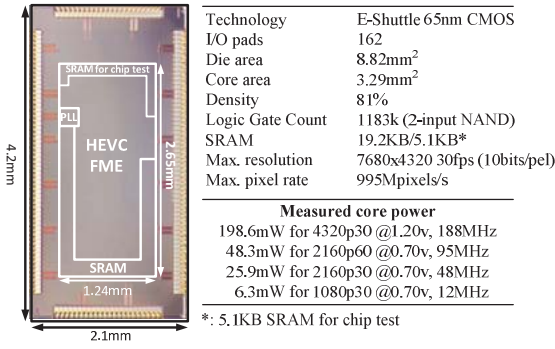 SRAM for chip test
PLL
HEVC
FME
SRAM
2.65mm
1.24mm
4.2mm
2.1mm
Technology E-Shuttle 65nm CMOS
I/O pads 162
Die area 8.82mm²
Core area 3.29mm²
Density 81%
Logic Gate Count 1183k (2-input NAND)
SRAM 19.2KB/5.1KB*
Max. resolution 7680x4320 30fps (10bits/pel)
Max. pixel rate 995Mpixels/s
Measured core power
198.6mW for 4320p30 @1.20v, 188MHz
48.3mW for 2160p60 @0.70v, 95MHz
25.9mW for 2160p30 @0.70v, 48MHz
6.3mW for 1080p30 @0.70v, 12MHz
*: 5.1KB SRAM for chip test